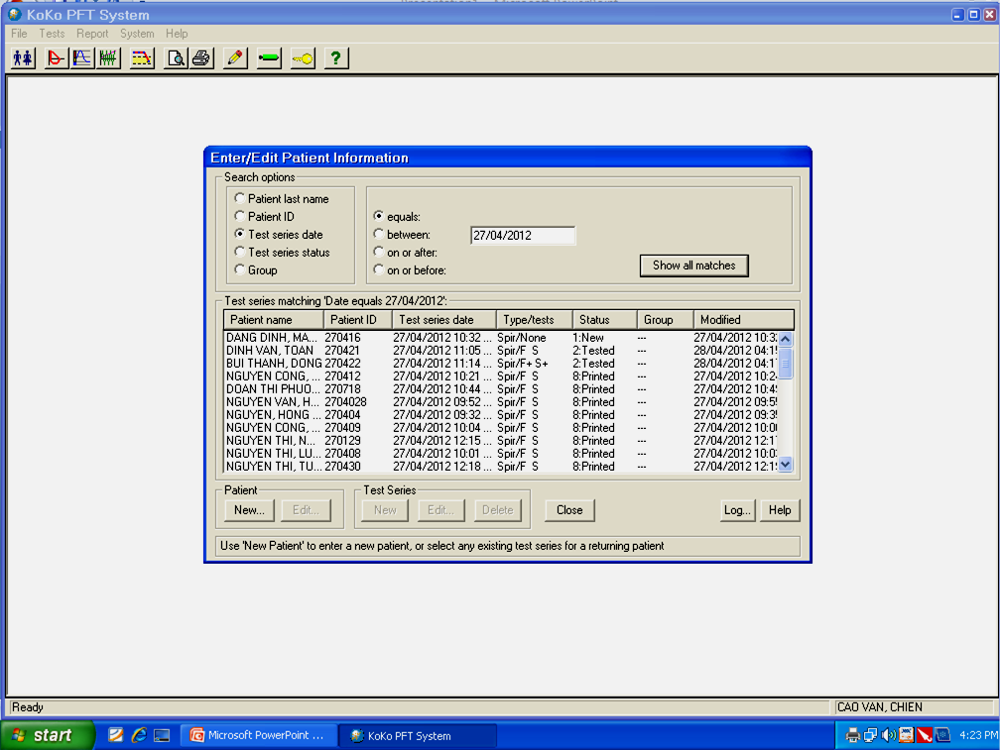 KoKo PFT System
File Tests Report System Help
Enter/Edit Patient Information
Search options
Patient last name
Patient ID
Test series date
Test series status
Group
equals:
between:
on or after:
on or before:
27/04/2012
Show all matches
Test series matching 'Date equals 27/04/2012':
Patient name Patient ID Test series date Type/tests Status Group Modified
DANG DINH, MA... 270416 27/04/2012 10:32 ... Spir/None 1:New --- 27/04/2012 10:3
DINH VAN, TOAN 270421 27/04/2012 11:05 ... Spir/F S 2:Tested --- 28/04/2012 04:1
BUI THANH, DONG 270422 27/04/2012 11:14 ... Spir/F+ S+ 2:Tested --- 28/04/2012 04:1
NGUYEN CONG, ... 270412 27/04/2012 10:21 ... Spir/F S 8:Printed --- 27/04/2012 10:2
DOAN THI PHUO... 270718 27/04/2012 10:44 ... Spir/F S 8:Printed --- 27/04/2012 10:4
NGUYEN VAN, H... 2704028 27/04/2012 09:52 ... Spir/F S 8:Printed --- 27/04/2012 09:5
NGUYEN, HONG 270404 27/04/2012 09:32 ... Spir/F S 8:Printed --- 27/04/2012 09:3
NGUYEN CONG, ... 270409 27/04/2012 10:04 ... Spir/F S 8:Printed --- 27/04/2012 10:0
NGUYEN THI, N... 270129 27/04/2012 12:15 ... Spir/F S 8:Printed --- 27/04/2012 12:1
NGUYEN THI, LU... 270408 27/04/2012 10:01 ... Spir/F S 8:Printed --- 27/04/2012 10:0
NGUYEN THI, TU... 270430 27/04/2012 12:18 ... Spir/F S 8:Printed --- 27/04/2012 12:1
Patient
New... Edit...
Test Series
New Edit... Delete
Close
Log... Help
Use 'New Patient' to enter a new patient, or select any existing test series for a returning patient
Ready
CAO VAN, CHIEN
start
Microsoft PowerPoint ...
KoKo PFT System
4:23 PM